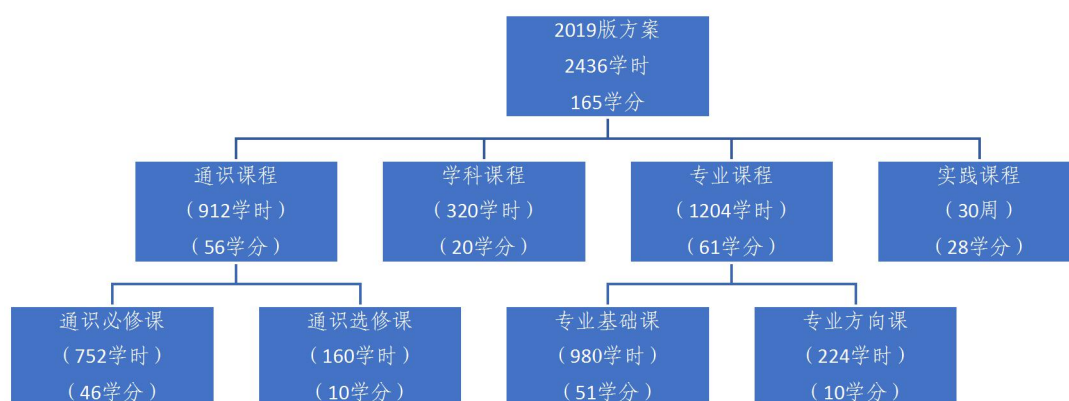 2019版方案
2436学时
165学分
通识课程
（912学时）
（56学分）
学科课程
（320学时）
（20学分）
专业课程
（1204学时）
（61学分）
实践课程
（30周）
（28学分）
通识必修课
（752学时）
（46学分）
通识选修课
（160学时）
（10学分）
专业基础课
（980学时）
（51学分）
专业方向课
（224学时）
（10学分）